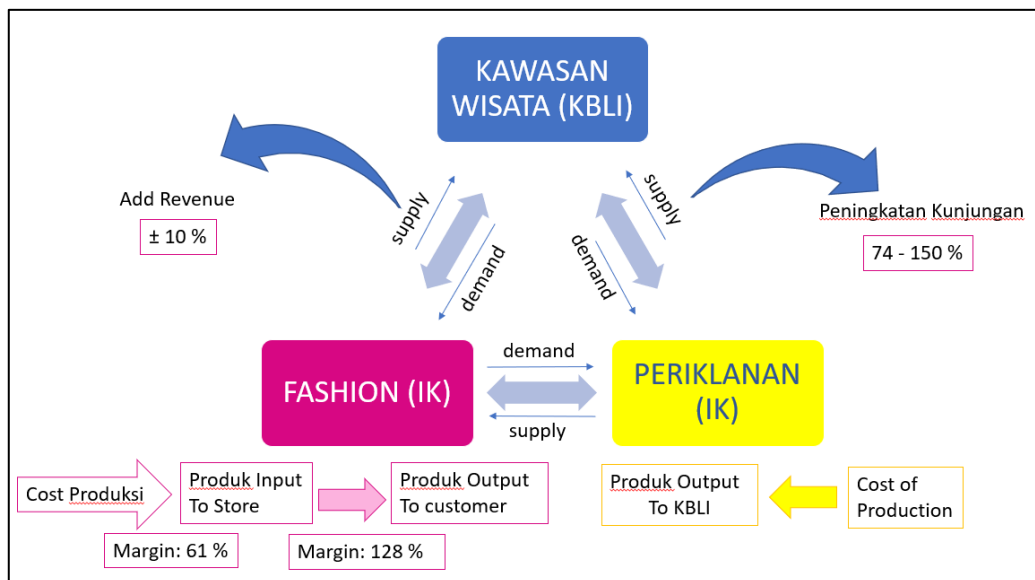 KAWASAN
WISATA (KBLI)
Add Revenue
± 10 %
supply
demand
supply
demand
Peningkatan Kunjungan
74 - 150 %
FASHION (IK)
demand
supply
PERIKLANAN
(IK)
Cost Produksi
Produk Input
To Store
Produk Output
To customer
Produk Output
To KBLI
Cost of
Production
Margin: 61 %
Margin: 128 %